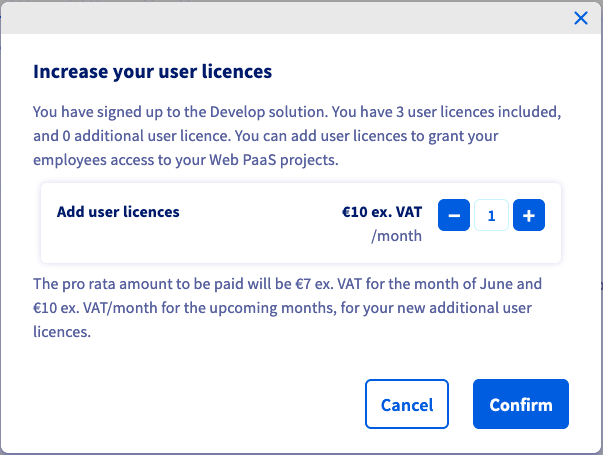 Increase your user licences
You have signed up to the Develop solution. You have 3 user licences included,
and 0 additional user licence. You can add user licences to grant your
employees access to your Web PaaS projects.
Add user licences
€10 ex. VAT
/month
1
The pro rata amount to be paid will be €7 ex. VAT for the month of June and
€10 ex. VAT/month for the upcoming months, for your new additional user
licences.
Cancel
Confirm